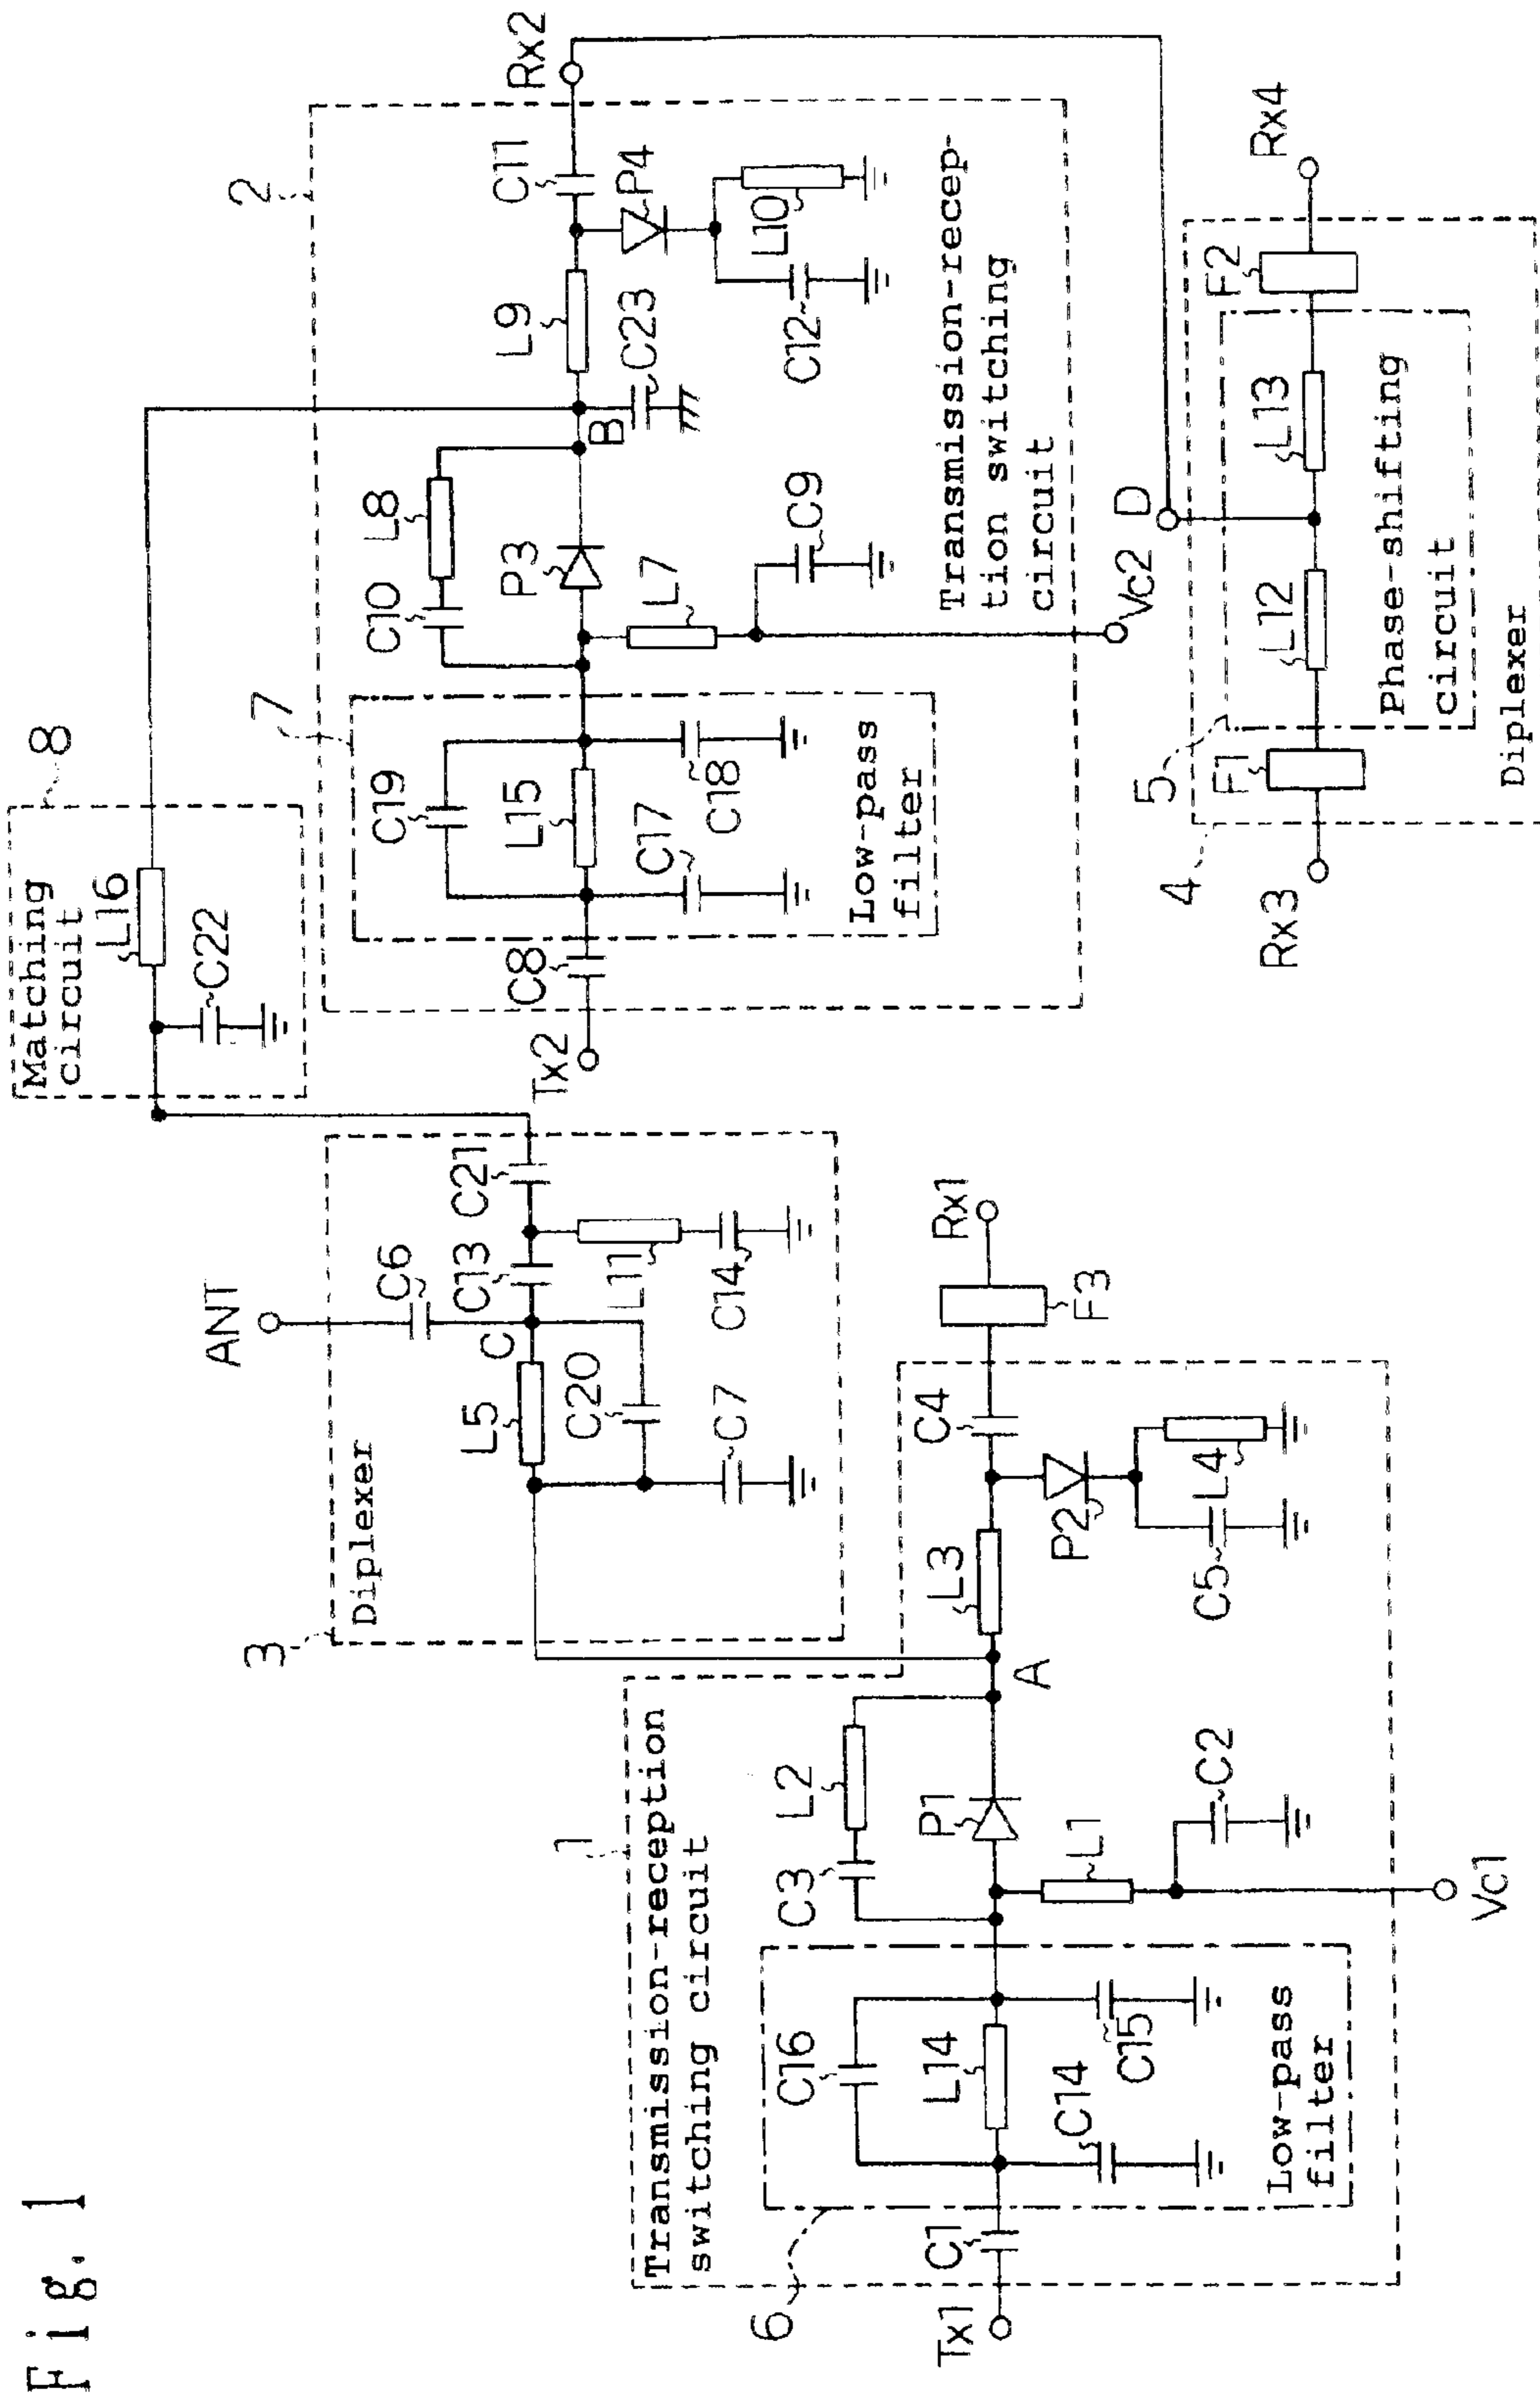 Fig. 1
Matching
circuit
8
L16
C22
ANT
C6
3
Diplexer
L5
C
C13
C21
C20
C7
L11
C14
Tx2
C8
7
C19
L15
C17
C18
Low-pass
filter
C10
L8
P3
L7
C9
Vc2
B
L9
C23
2
C11
P4
C12
L10
Rx2
Transmission-recep-
tion switching
circuit
1
Transmission-reception
switching circuit
Tx1
C1
6
C16
L14
C14
C15
Low-pass
filter
C3
L2
P1
L1
C2
Vc1
A
L3
C4
P2
C5
L4
F3
Rx1
D
4
5
Rx3
F1
L12
L13
F2
Rx4
Phase-shifting
circuit
Diplexer